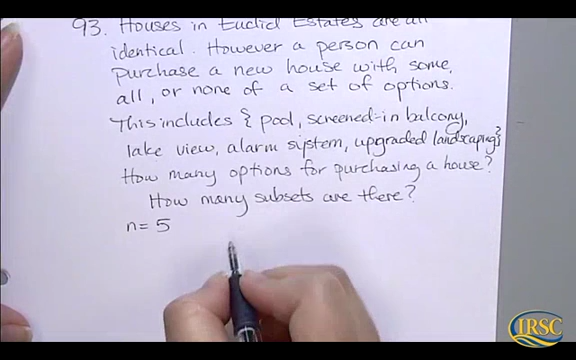 93. Houses in Euclid Estates are all
identical. However a person can
purchase a new house with some,
all, or none of a set of options.
This includes { pool, screened-in balcony,
lake view, alarm system, upgraded landscaping}
How many options for purchasing a house?
How many subsets are there?
n = 5
IRSC